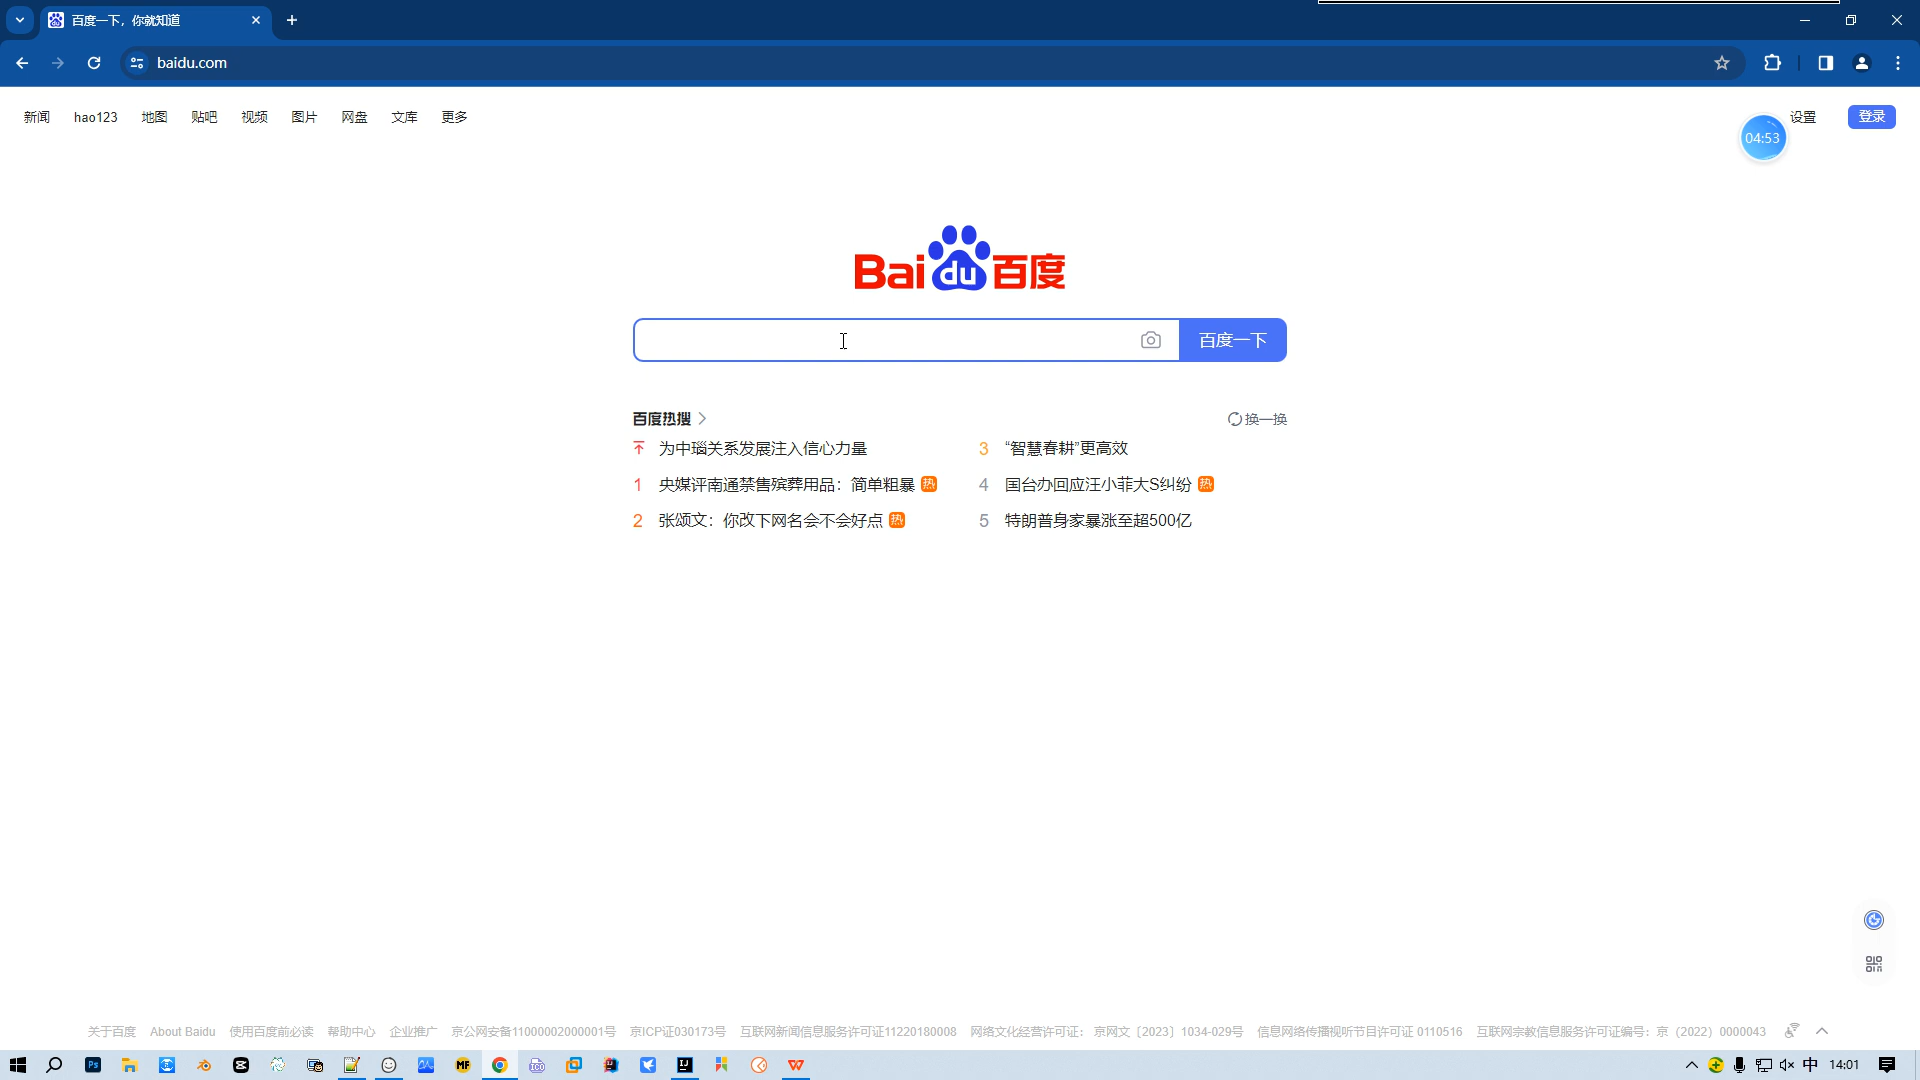 百度一下，你就知道
baidu.com
新闻 hao123 地图 贴吧 视频 图片 网盘 文库 更多
设置 登录
04:53
Bai du 百度
百度一下
百度热搜 换一换
为中瑙关系发展注入信心力量
1 央媒评南通禁售殡葬用品：简单粗暴 热
2 张颂文：你改下网名会不会好点 热
3 “智慧春耕”更高效
4 国台办回应汪小菲大S纠纷 热
5 特朗普身家暴涨至超500亿
关于百度 About Baidu 使用百度前必读 帮助中心 企业推广 京公网安备11000002000001号 京ICP证030173号 互联网新闻信息服务许可证11220180008 网络文化经营许可证： 京网文〔2023〕1034-029号 信息网络传播视听节目许可证 0110516 互联网宗教信息服务许可证编号：京（2022）0000043
Ps MF IJ 中 14:01